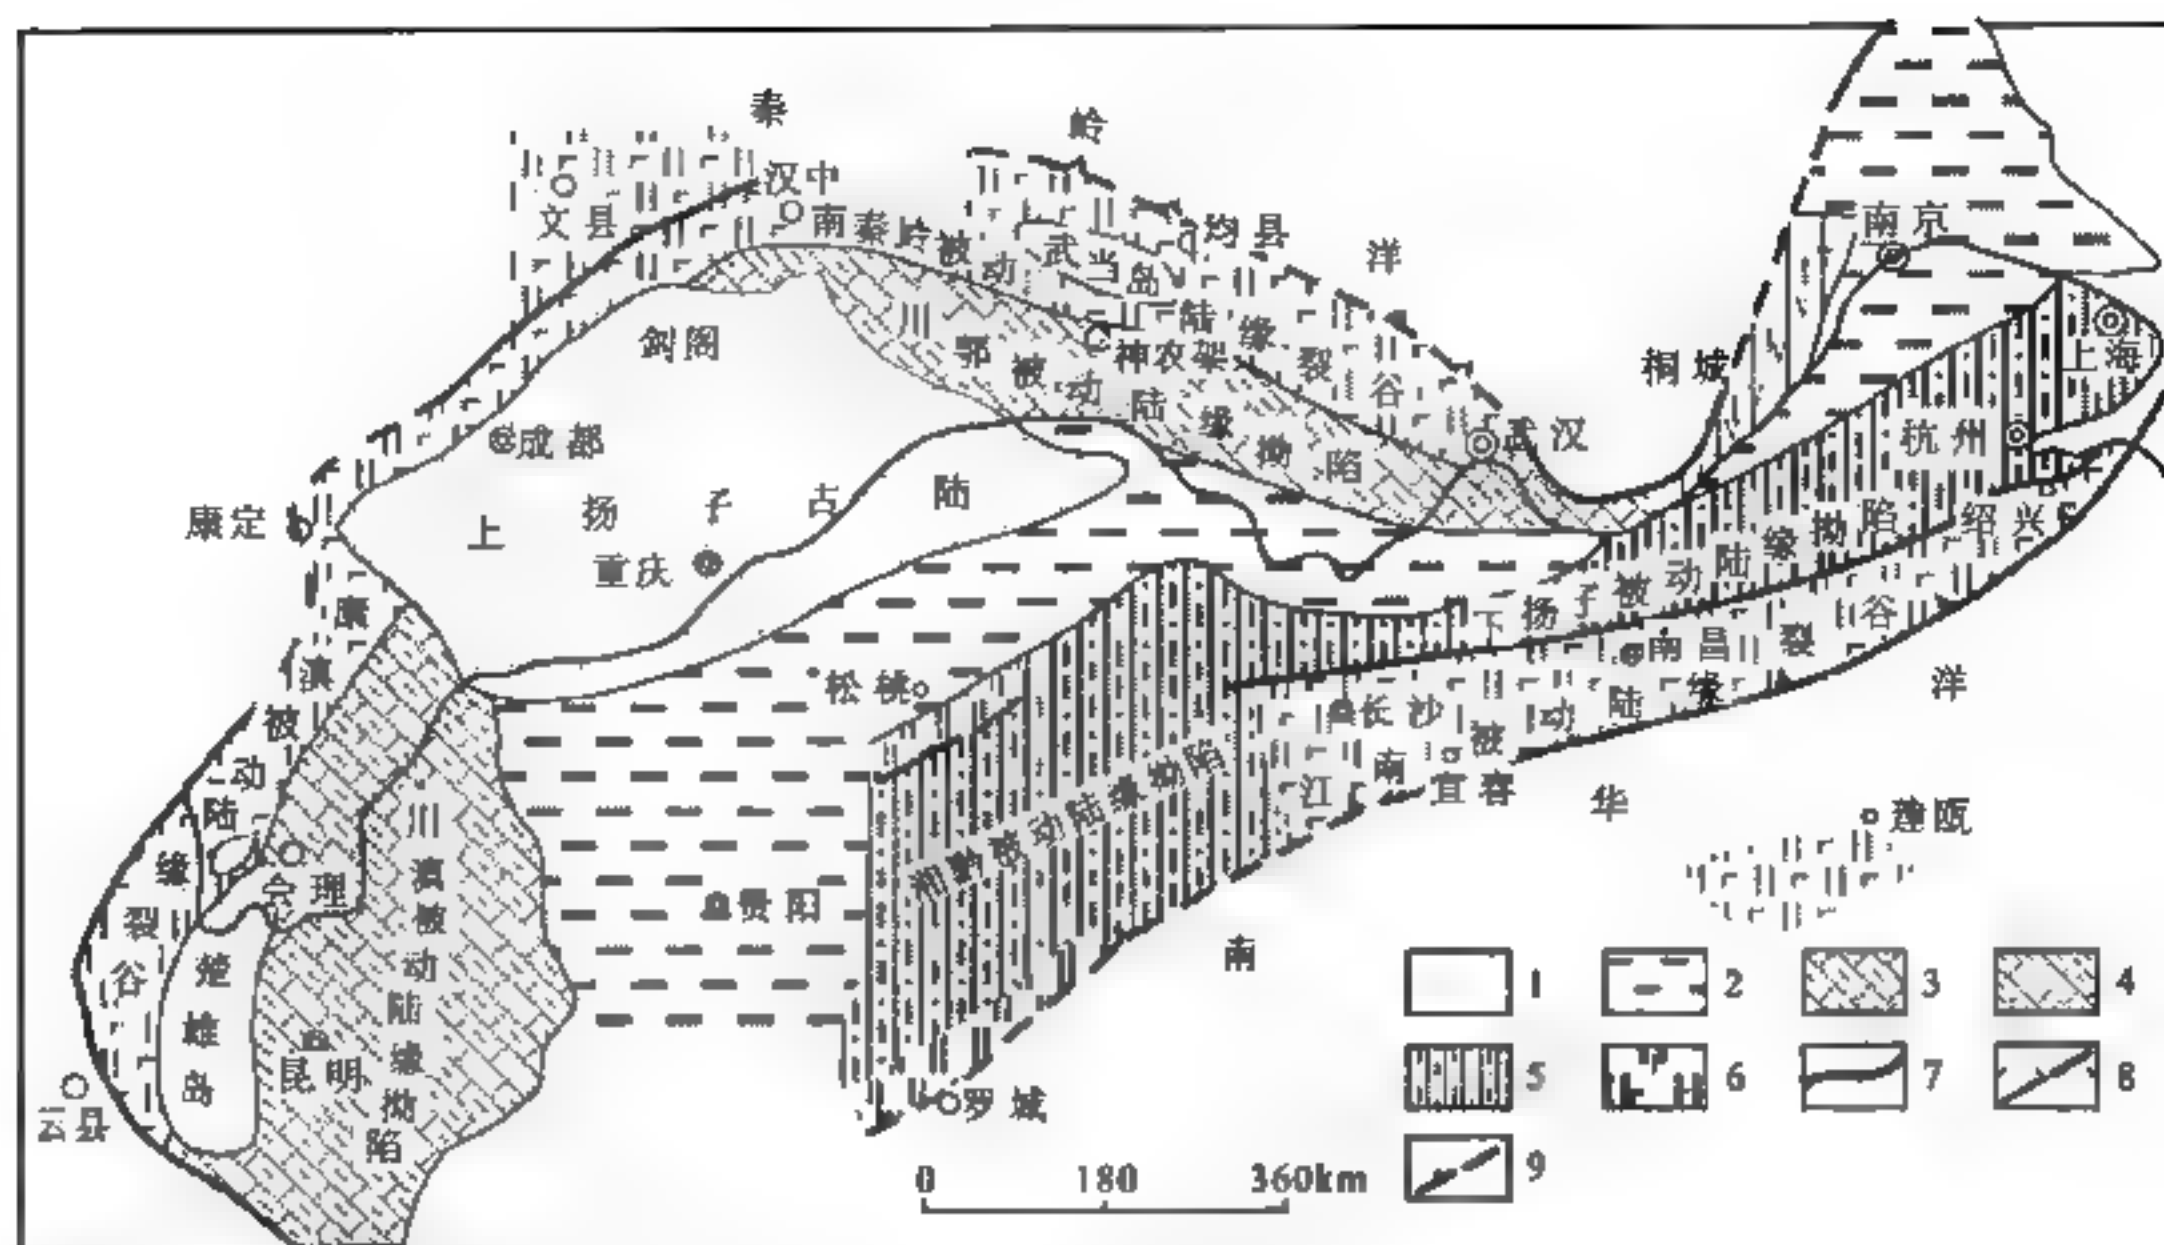 秦
岭
洋
汉中
文县
南秦岭被动陆缘裂谷
武当岛
均县
南京
上海
桐城
剑阁
川鄂被动陆缘坳陷
神农架
武汉
杭州
绍兴
成都
康定
上扬子古陆
重庆
下扬子被动陆缘坳陷
康滇被动陆缘裂谷
松桃
南昌
长沙
江南被动陆缘裂谷
宜春
湘黔被动陆缘坳陷
华
南
洋
建瓯
会理
川滇被动陆缘坳陷
贵阳
楚雄岛
昆明
云县
罗城
1
2
3
4
5
6
7
8
9
0
180
360km